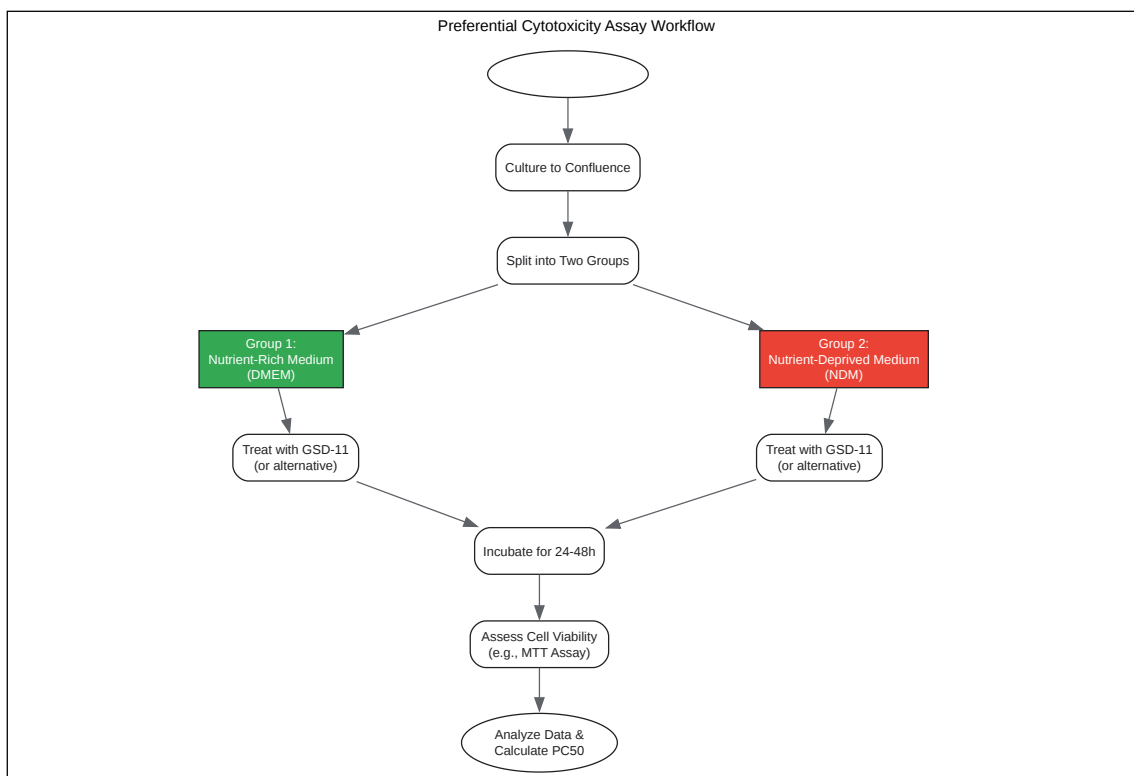 Preferential Cytotoxicity Assay Workflow
Culture to Confluence
Split into Two Groups
Group 1:
Nutrient-Rich Medium
(DMEM)
Group 2:
Nutrient-Deprived Medium
(NDM)
Treat with GSD-11
(or alternative)
Treat with GSD-11
(or alternative)
Incubate for 24-48h
Assess Cell Viability
(e.g., MTT Assay)
Analyze Data &
Calculate PC50